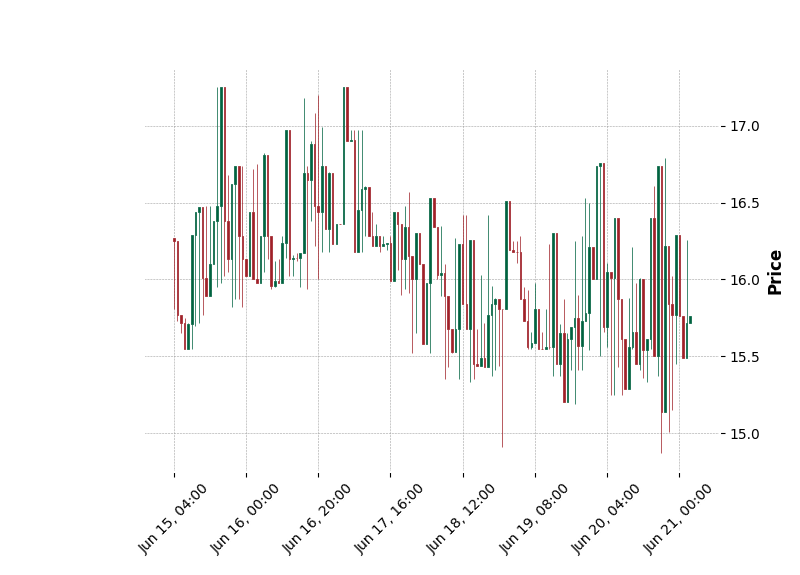 17.0
16.5
16.0
15.5
15.0
Price
Jun 15, 04:00
Jun 16, 00:00
Jun 16, 20:00
Jun 17, 16:00
Jun 18, 12:00
Jun 19, 08:00
Jun 20, 04:00
Jun 21, 00:00